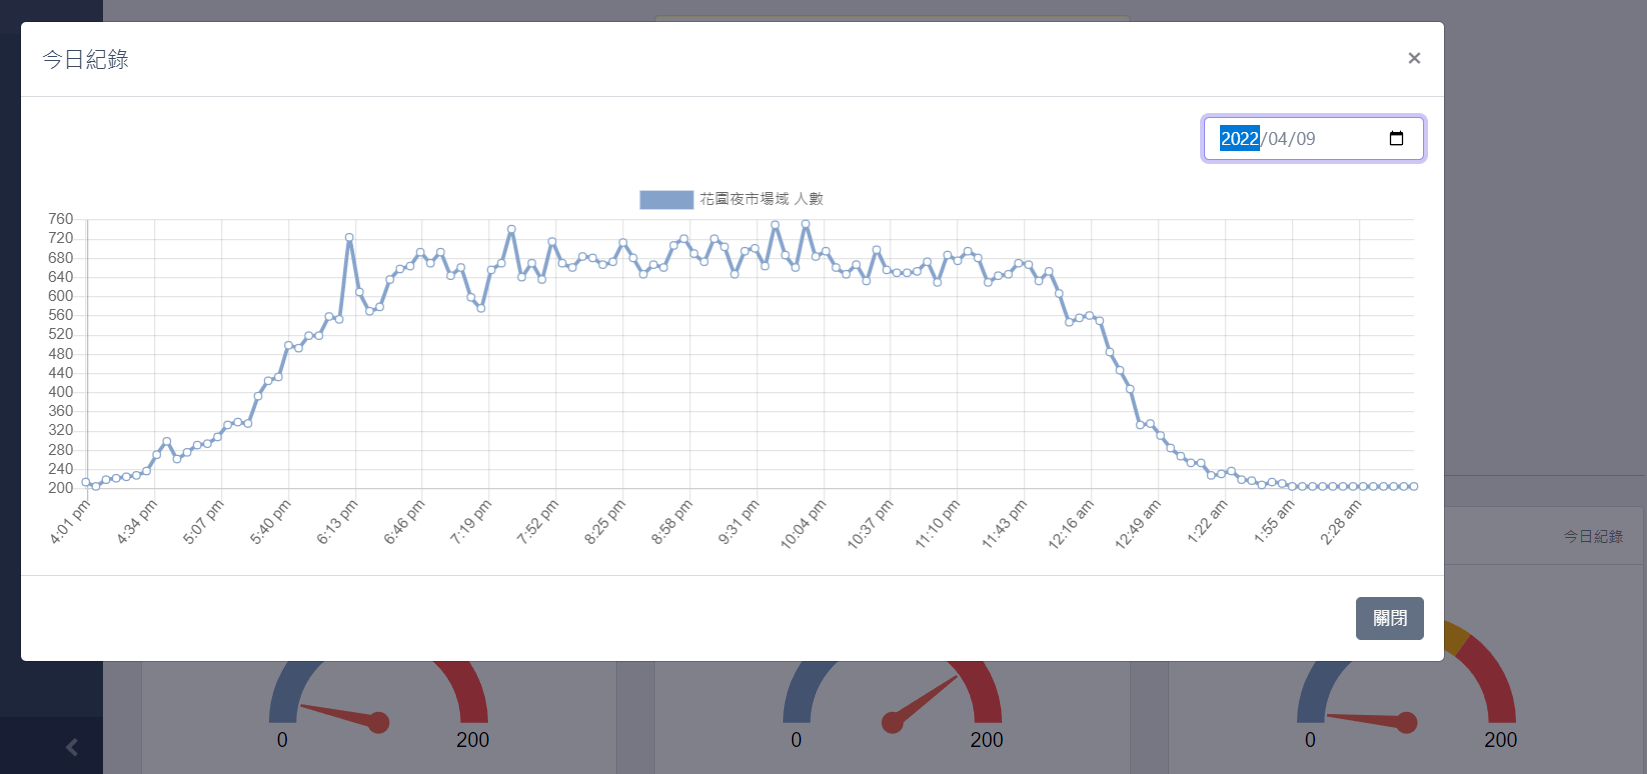 今日紀錄
×
2022/04/09
花園夜市場域 人數
760
720
680
640
600
560
520
480
440
400
360
320
280
240
200
4:01 pm
4:34 pm
5:07 pm
5:40 pm
6:13 pm
6:46 pm
7:19 pm
7:52 pm
8:25 pm
8:58 pm
9:31 pm
10:04 pm
10:37 pm
11:10 pm
11:43 pm
12:16 am
12:49 am
1:22 am
1:55 am
2:28 am
今日紀錄
關閉
0 200
0 200
0 200